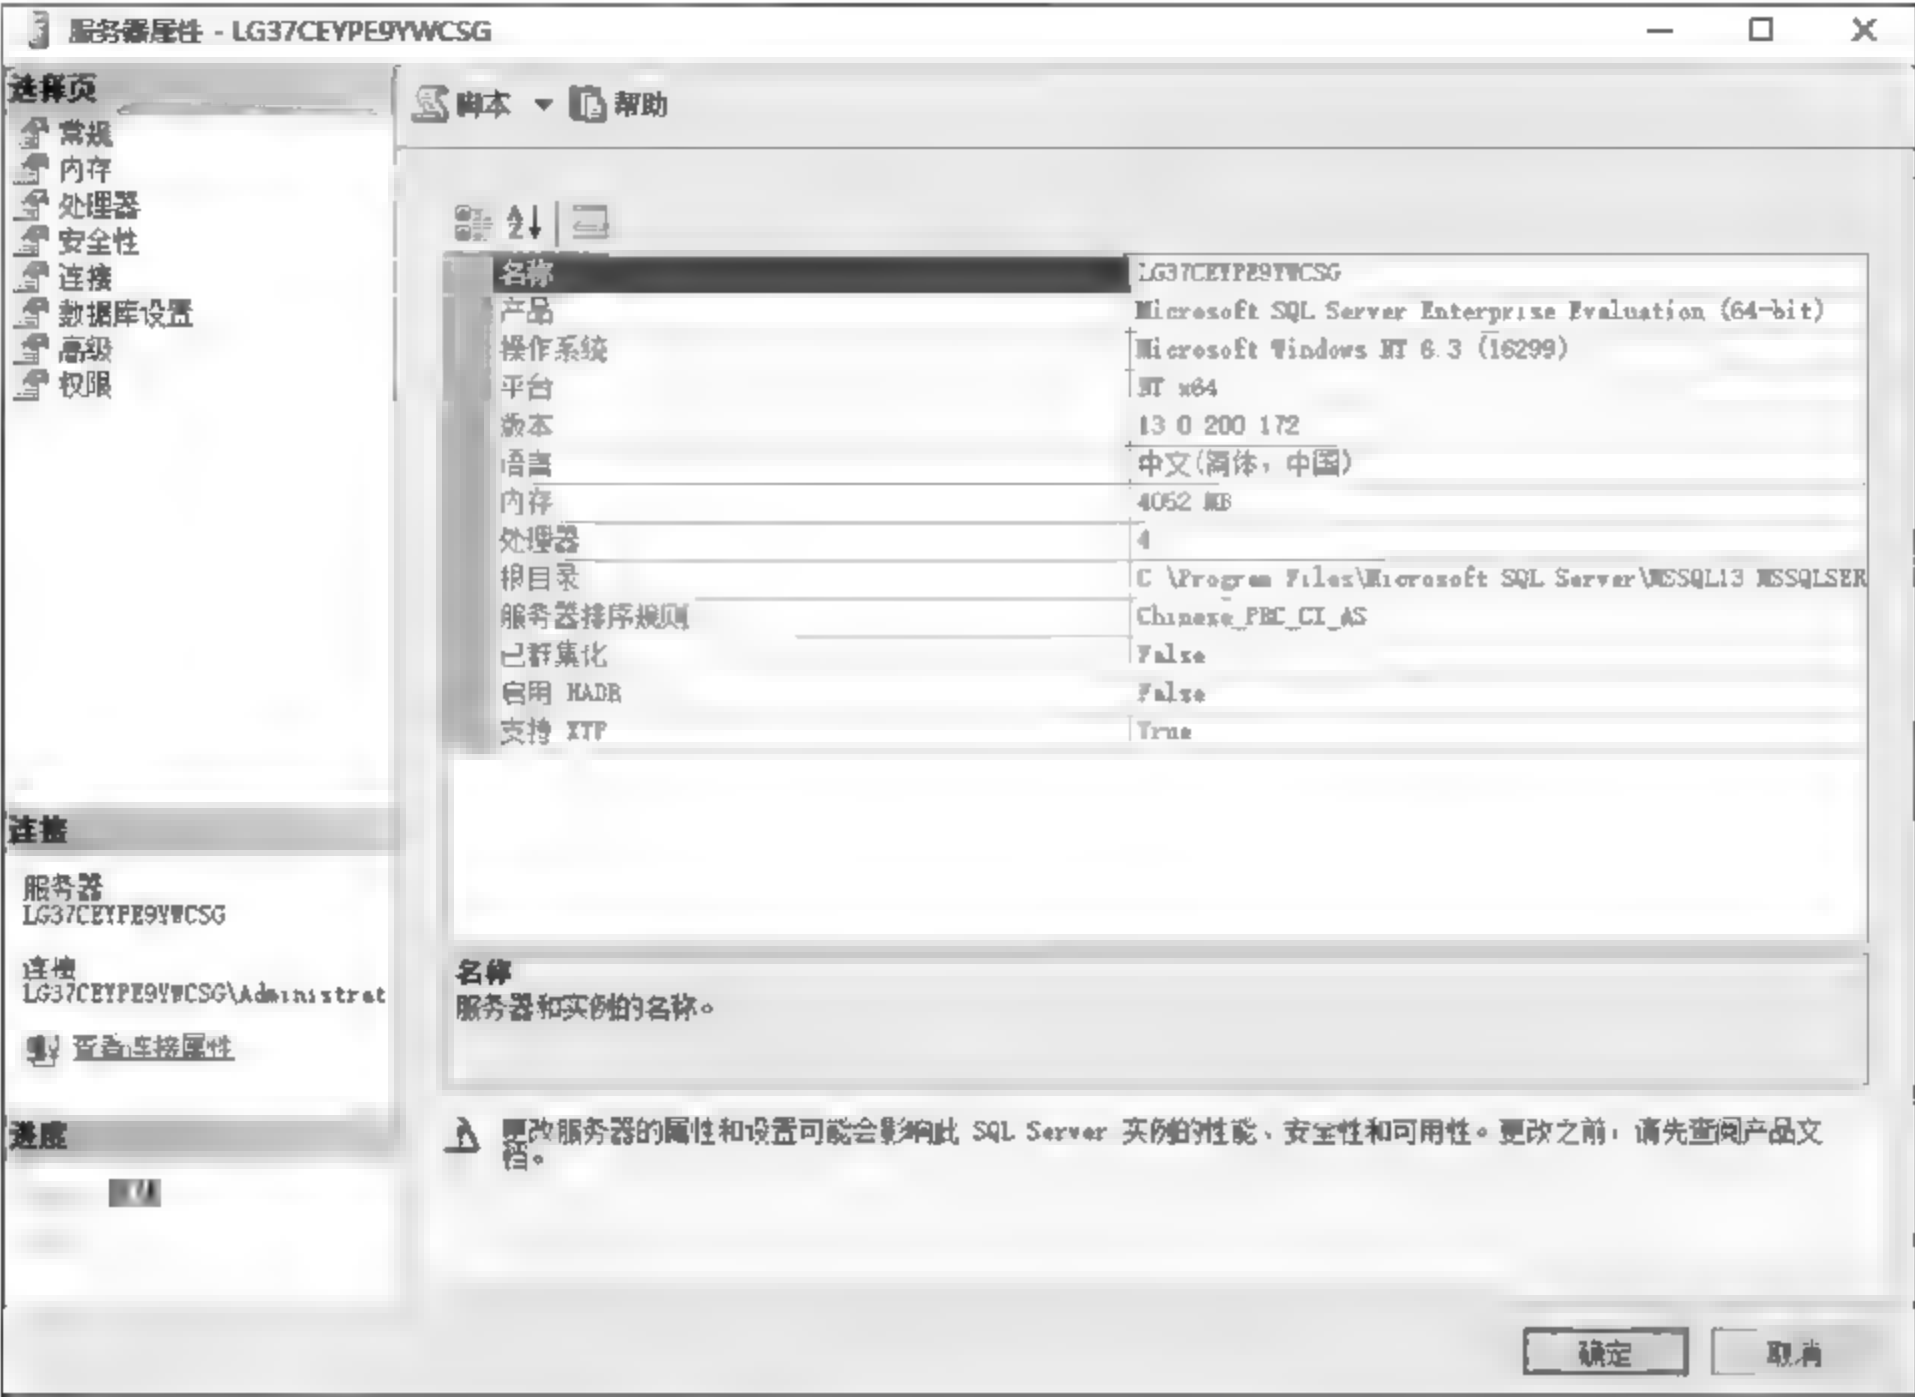 服务器属性 - LG37CEYPE9YWCSG
选择页
常规
内存
处理器
安全性
连接
数据库设置
高级
权限
脚本 帮助
名称 LG37CEYPE9YWCSG
产品 Microsoft SQL Server Enterprise Evaluation (64-bit)
操作系统 Microsoft Windows NT 6.3 (16299)
平台 NT x64
版本 13 0 200 172
语言 中文(简体，中国)
内存 4052 MB
处理器 4
根目录 C \Program Files\Microsoft SQL Server\MSSQL13 MSSQLSER
服务器排序规则 Chinese_PRC_CI_AS
已群集化 False
启用 HADR False
支持 XTP True
连接
服务器
LG37CEYPE9YWCSG
连接
LG37CEYPE9YWCSG\Administrat
查看连接属性
进度
名称
服务器和实例的名称。
更改服务器的属性和设置可能会影响此 SQL Server 实例的性能、安全性和可用性。更改之前，请先查阅产品文
档。
确定 取消